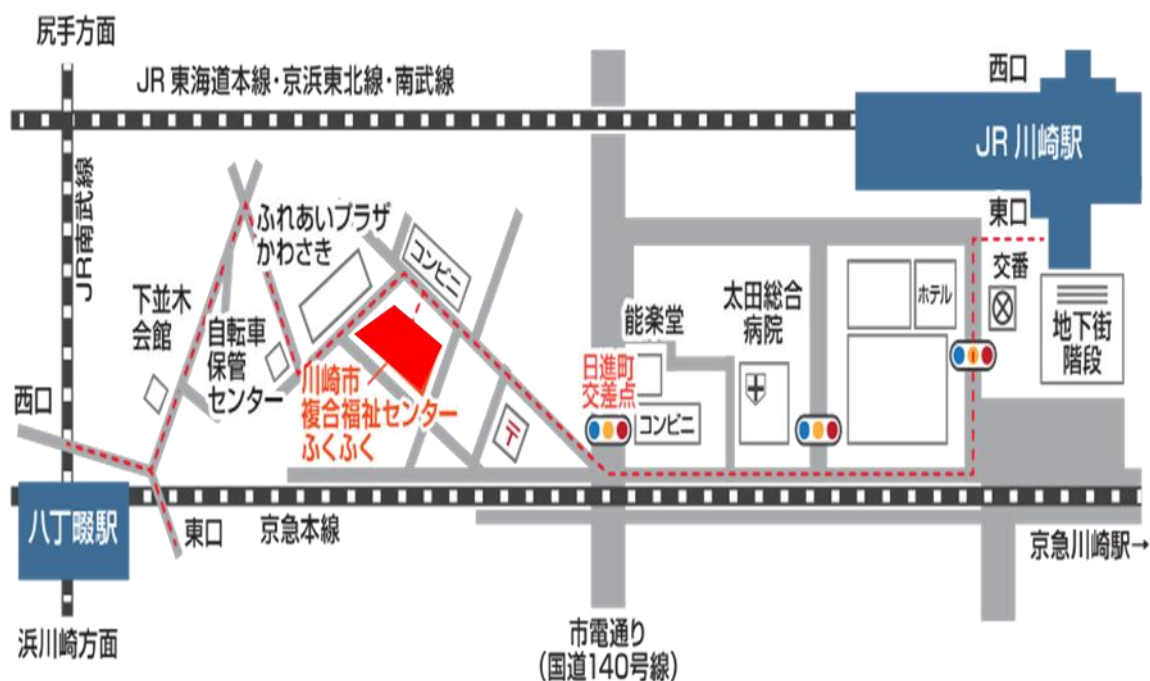 尻手方面
JR 東海道本線・京浜東北線・南武線
西口
JR 川崎駅
JR南武線
東口
ふれあいプラザ
かわさき
コンビニ
交番
ホテル
太田総合
病院
能楽堂
地下街
階段
下並木
会館
自転車
保管
センター
日進町
交差点
川崎市
複合福祉センター
ふくふく
コンビニ
〒
西口
八丁畷駅
東口
京急本線
京急川崎駅→
浜川崎方面
市電通り
（国道140号線）